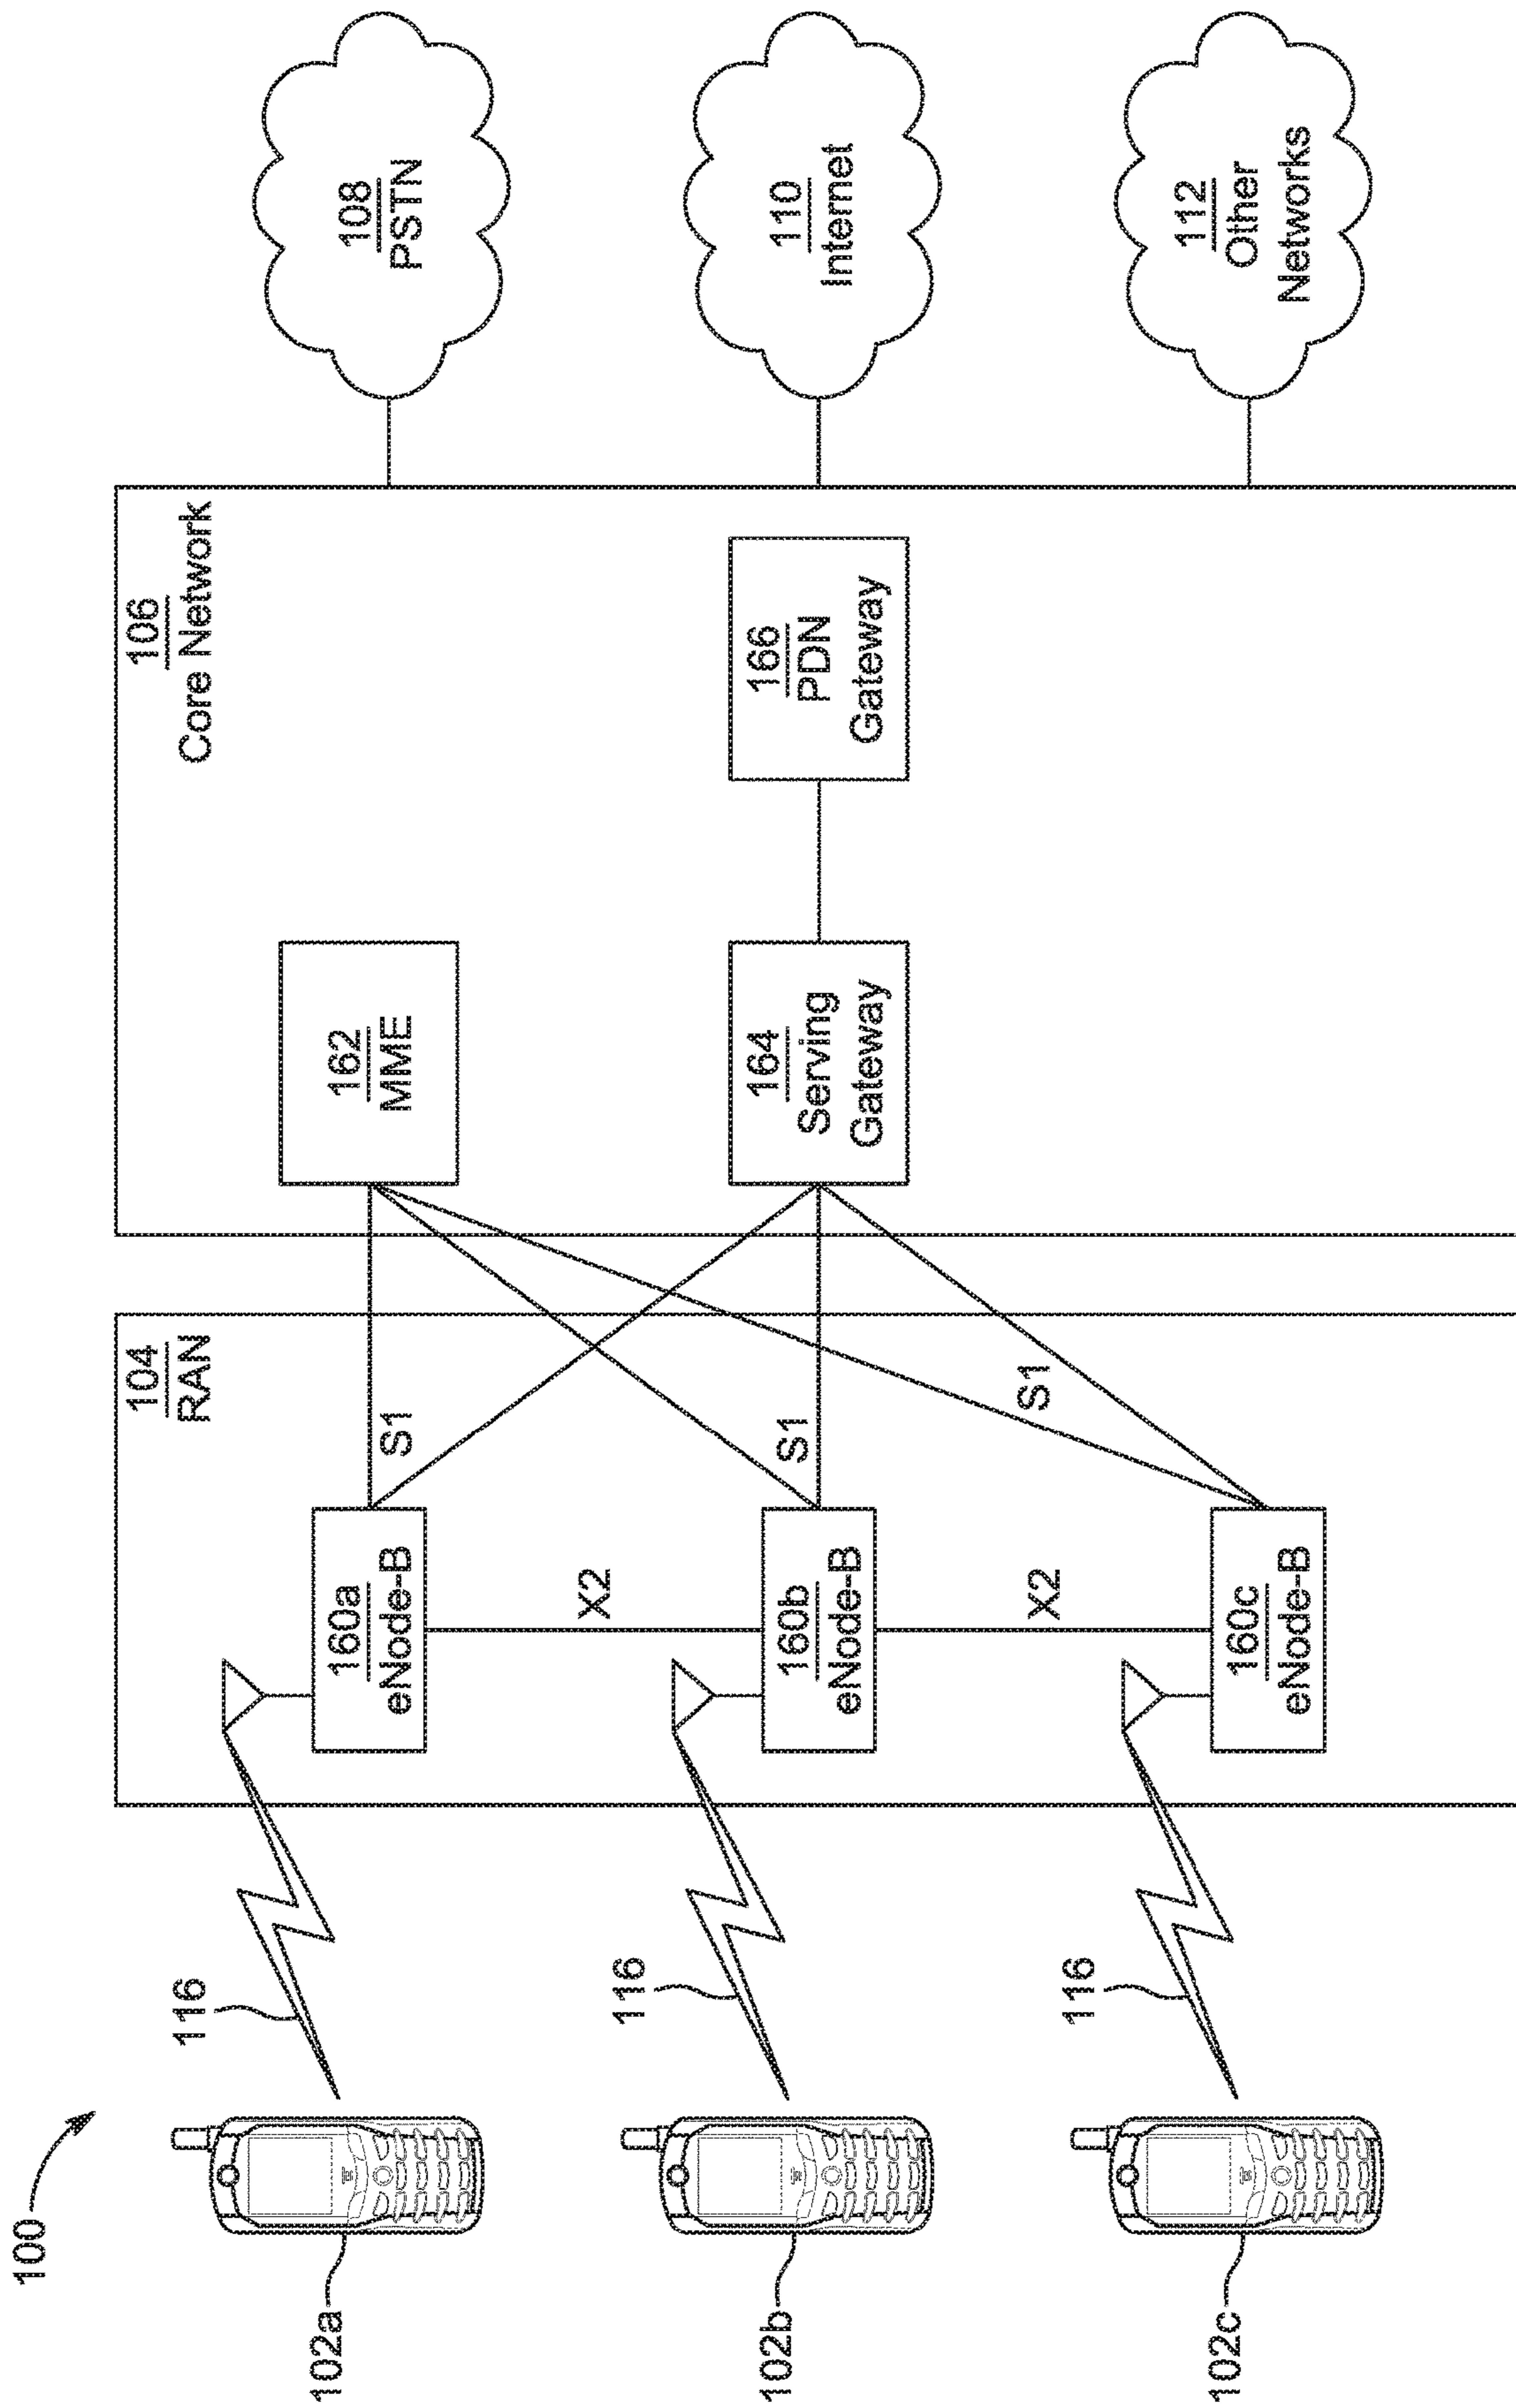 100
102a
102b
102c
116
116
116
104
RAN
160a
eNode-B
160b
eNode-B
160c
eNode-B
X2
X2
S1
S1
S1
106
Core Network
162
MME
164
Serving
Gateway
166
PDN
Gateway
108
PSTN
110
Internet
112
Other
Networks